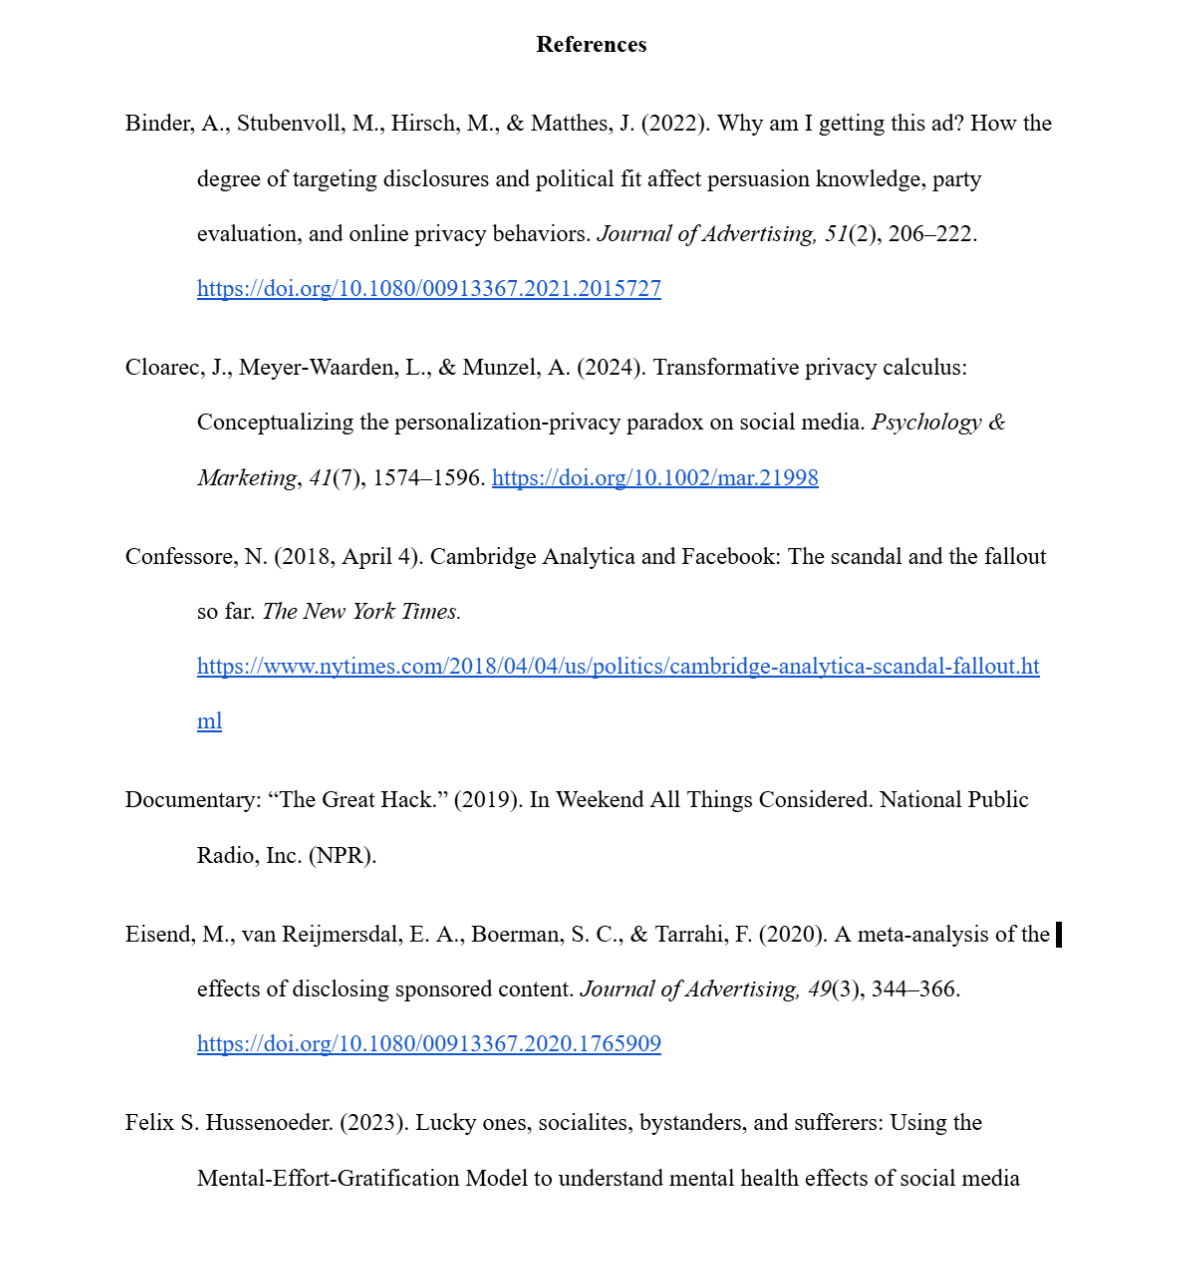 References
Binder, A., Stubenvoll, M., Hirsch, M., & Matthes, J. (2022). Why am I getting this ad? How the
degree of targeting disclosures and political fit affect persuasion knowledge, party
evaluation, and online privacy behaviors. Journal of Advertising, 51(2), 206–222.
https://doi.org/10.1080/00913367.2021.2015727
Cloarec, J., Meyer-Waarden, L., & Munzel, A. (2024). Transformative privacy calculus:
Conceptualizing the personalization-privacy paradox on social media. Psychology &
Marketing, 41(7), 1574–1596. https://doi.org/10.1002/mar.21998
Confessore, N. (2018, April 4). Cambridge Analytica and Facebook: The scandal and the fallout
so far. The New York Times.
https://www.nytimes.com/2018/04/04/us/politics/cambridge-analytica-scandal-fallout.ht
ml
Documentary: “The Great Hack.” (2019). In Weekend All Things Considered. National Public
Radio, Inc. (NPR).
Eisend, M., van Reijmersdal, E. A., Boerman, S. C., & Tarrahi, F. (2020). A meta-analysis of the
effects of disclosing sponsored content. Journal of Advertising, 49(3), 344–366.
https://doi.org/10.1080/00913367.2020.1765909
Felix S. Hussenoeder. (2023). Lucky ones, socialites, bystanders, and sufferers: Using the
Mental-Effort-Gratification Model to understand mental health effects of social media